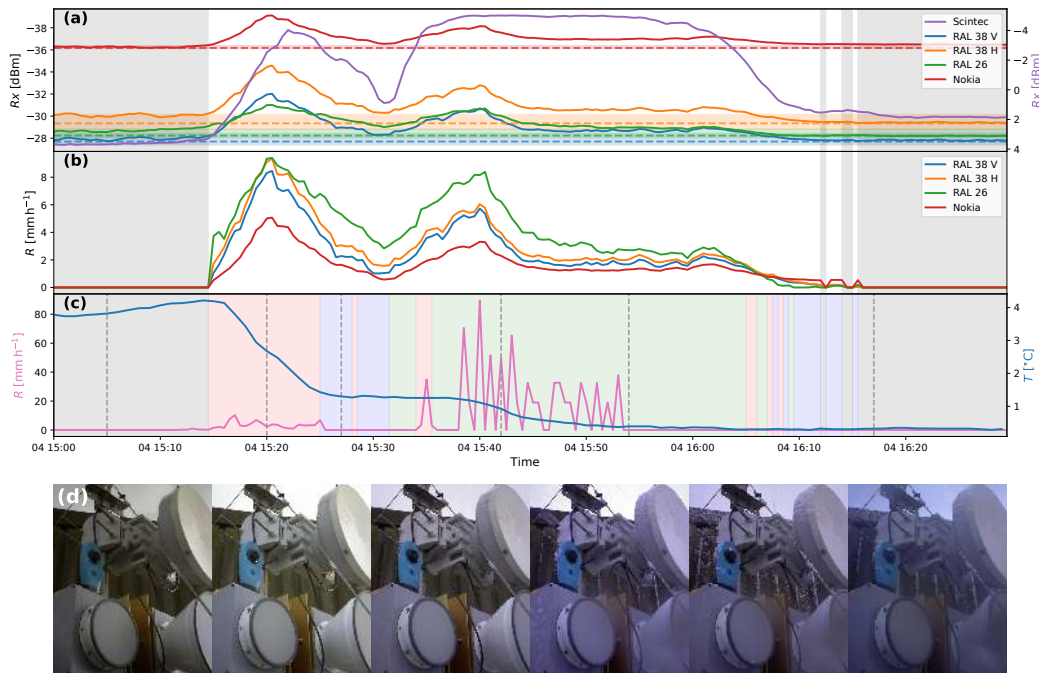 (a)
−38
−36
−34
−32
−30
−28
Rx [dBm]
−4
−2
0
2
4
Rx [dBm]
Scintec
RAL 38 V
RAL 38 H
RAL 26
Nokia
(b)
8
6
4
2
0
R [mm h⁻¹]
RAL 38 V
RAL 38 H
RAL 26
Nokia
(c)
80
60
40
20
0
R [mm h⁻¹]
4
3
2
1
T [°C]
04 15:00
04 15:10
04 15:20
04 15:30
04 15:40
04 15:50
04 16:00
04 16:10
04 16:20
Time
(d)